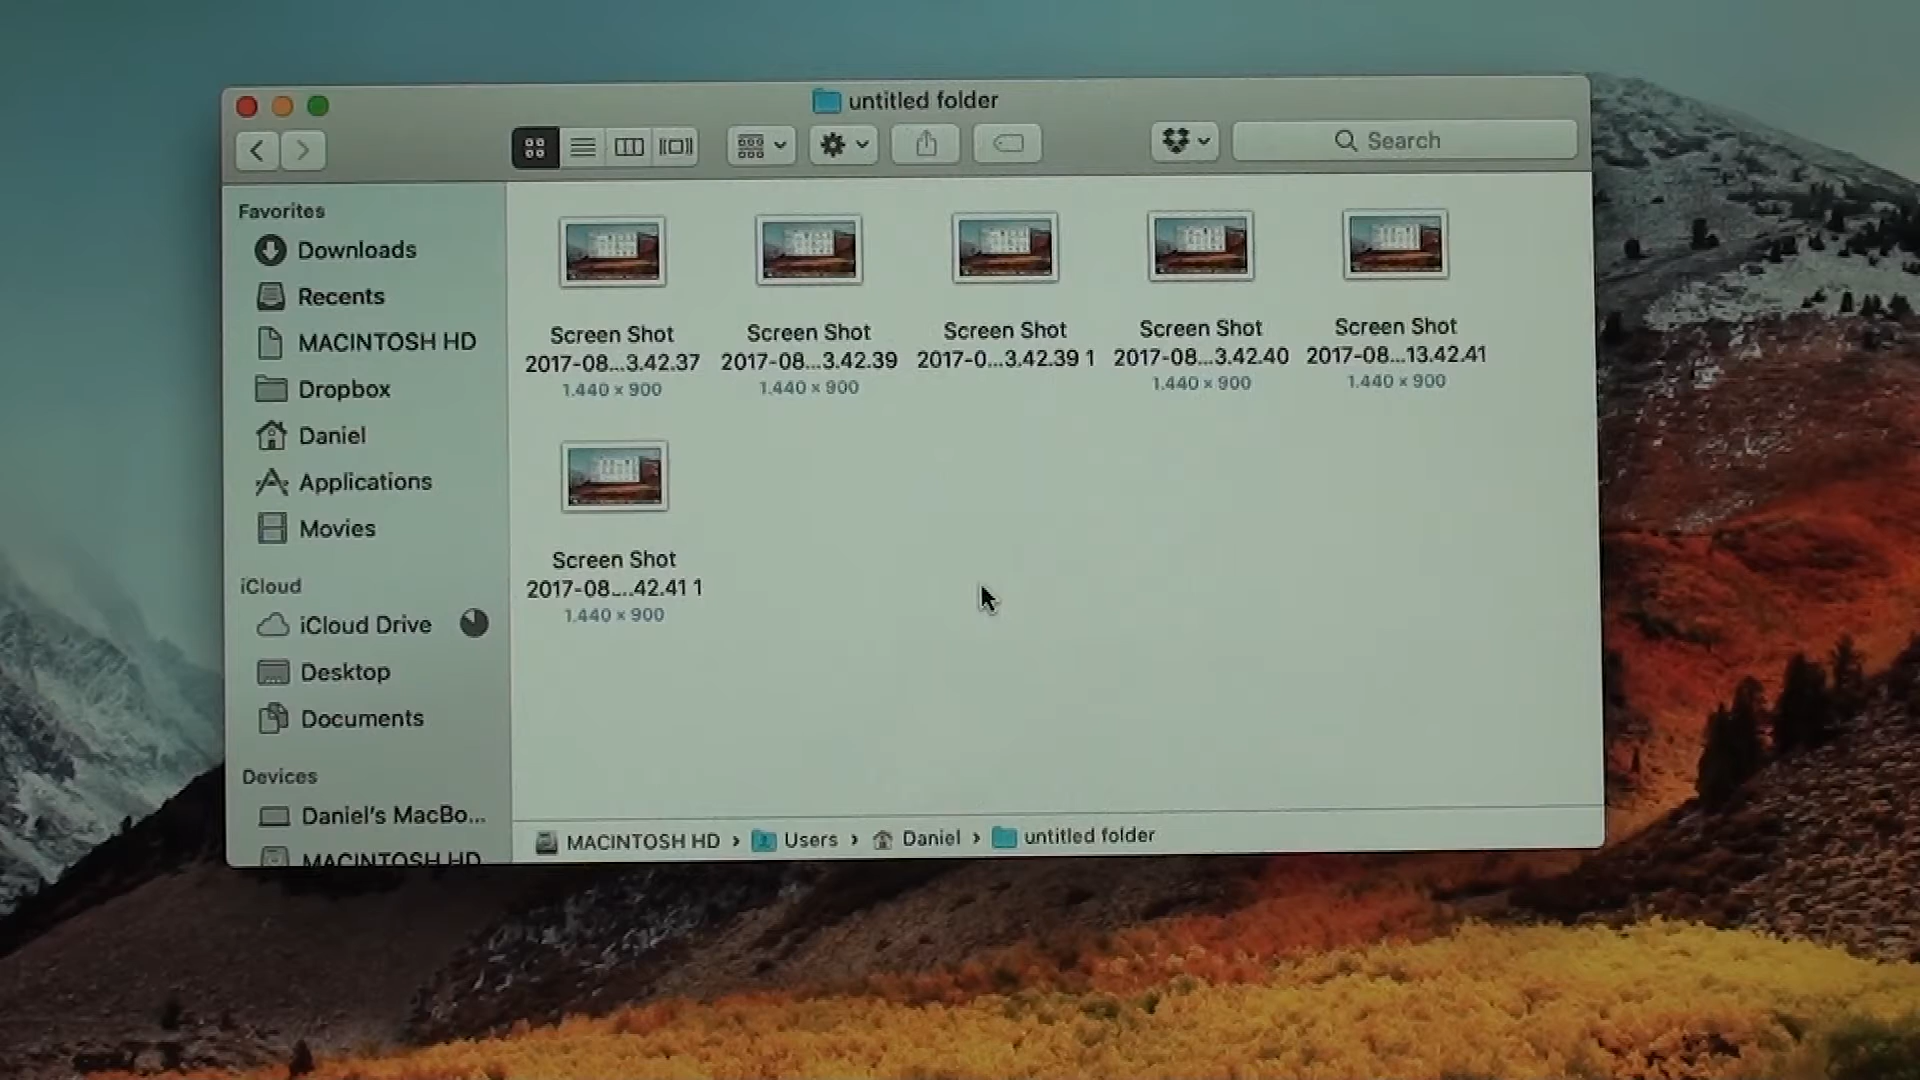 untitled folder
Search
Favorites
Downloads
Recents
MACINTOSH HD
Dropbox
Daniel
Applications
Movies
iCloud
iCloud Drive
Desktop
Documents
Devices
Daniel's MacBo...
MACINTOSH HD
Screen Shot
2017-08...3.42.37
1.440 × 900
Screen Shot
2017-08...3.42.39
1.440 × 900
Screen Shot
2017-0...3.42.39 1
Screen Shot
2017-08...3.42.40
1.440 × 900
Screen Shot
2017-08...13.42.41
1.440 × 900
Screen Shot
2017-08....42.41 1
1.440 × 900
MACINTOSH HD › Users › Daniel › untitled folder